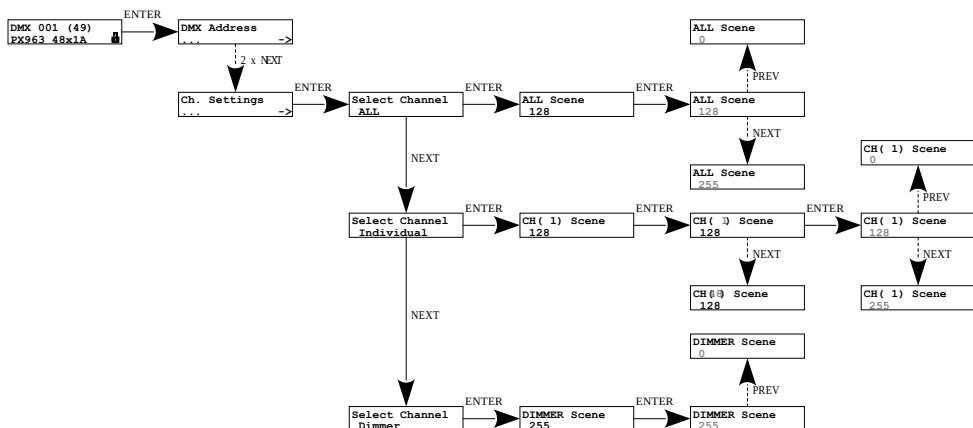 DMX 001 (49)
PX963 48x1A
ENTER
DMX Address
... ->
2 x NEXT
Ch. Settings
... ->
ENTER
Select Channel
ALL
ENTER
ALL Scene
128
ENTER
ALL Scene
128
PREV
ALL Scene
0
NEXT
ALL Scene
255
NEXT
Select Channel
Individual
ENTER
CH( 1) Scene
128
ENTER
CH( 1) Scene
128
NEXT
CH(48) Scene
128
ENTER
CH( 1) Scene
128
PREV
CH( 1) Scene
0
NEXT
CH( 1) Scene
255
NEXT
Select Channel
Dimmer
ENTER
DIMMER Scene
255
ENTER
DIMMER Scene
255
PREV
DIMMER Scene
0